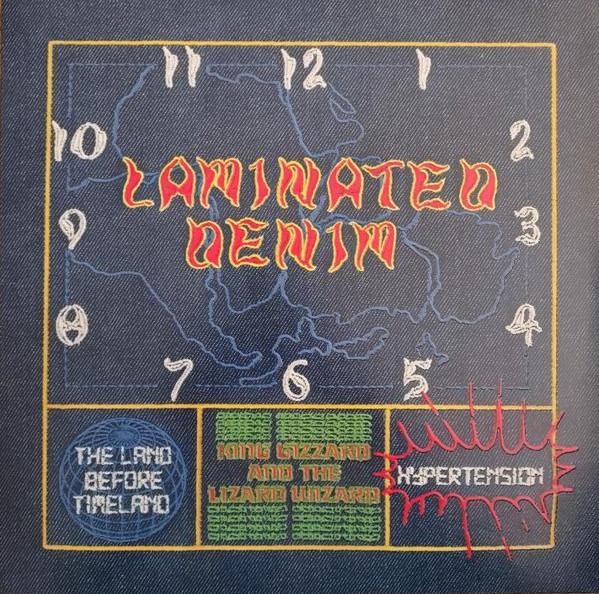 11 12 1
10 2
LAMINATED
DENIM
9 3
8 4
7 6 5
THE LAND
BEFORE
TIMELAND
KING GIZZARD
AND THE
LIZARD WIZARD
HYPERTENSION